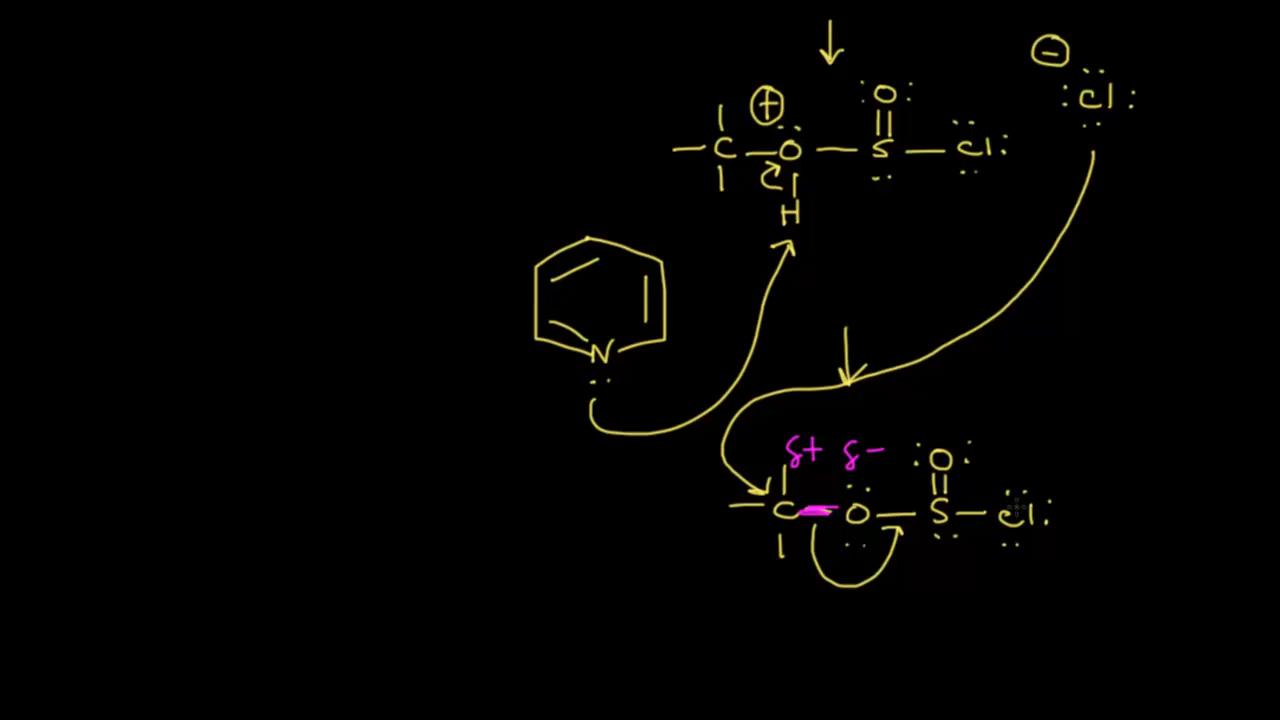 ⊖
⊕ O Cl
C O S Cl
H
N
δ+ δ- O
C O S Cl